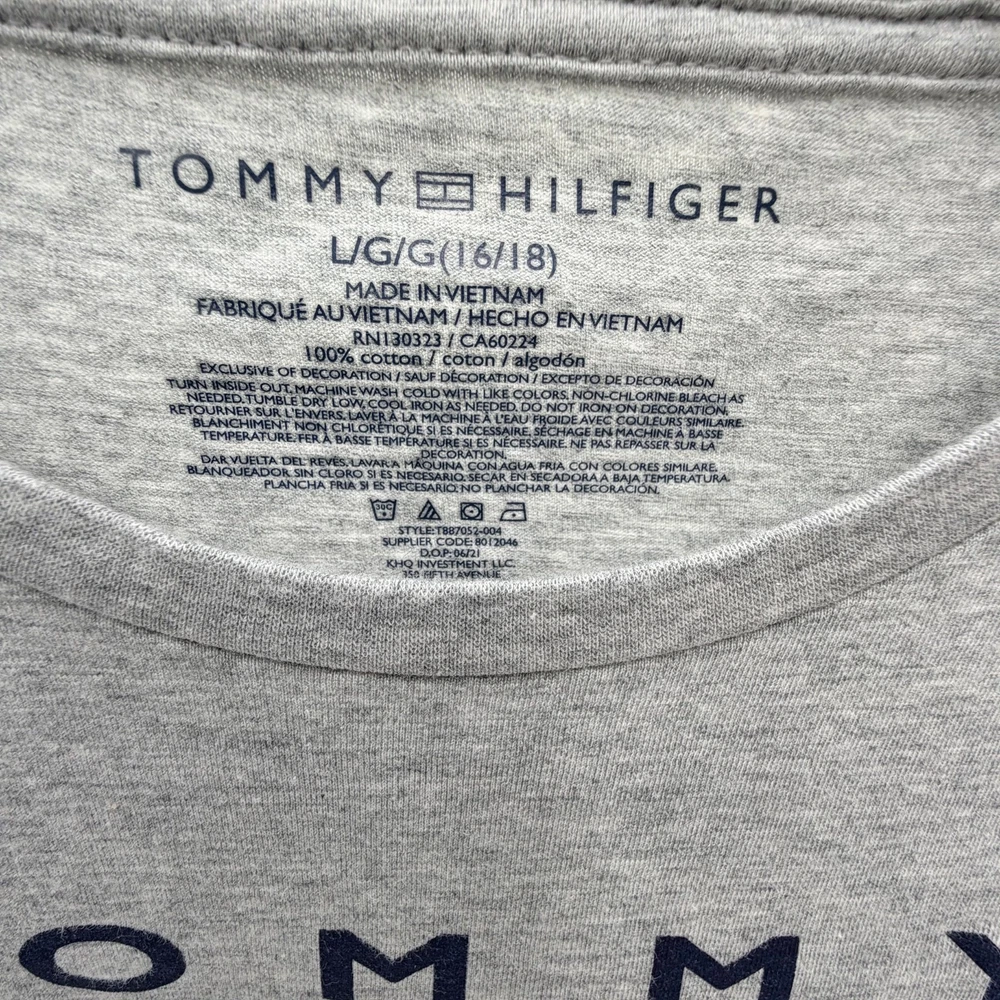 TOMMY HILFIGER
L/G/G(16/18)
MADE IN VIETNAM
FABRIQUÉ AU VIETNAM / HECHO EN VIETNAM
RN130323 / CA60224
100% cotton / coton / algodón
EXCLUSIVE OF DECORATION / SAUF DÉCORATION / EXCEPTO DE DECORACIÓN
TURN INSIDE OUT, MACHINE WASH COLD WITH LIKE COLORS. NON-CHLORINE BLEACH AS
NEEDED. TUMBLE DRY LOW, COOL IRON AS NEEDED. DO NOT IRON ON DECORATION.
RETOURNER SUR L'ENVERS. LAVER À LA MACHINE À L'EAU FROIDE AVEC COULEURS SIMILAIRE.
BLANCHIMENT NON CHLORÉTIQUE SI ES NÉCESSAIRE. SÉCHAGE EN MACHINE À BASSE
TEMPÉRATURE. FER À BASSE TEMPÉRATURE SI ES NÉCESSAIRE. NE PAS REPASSER SUR LA
DECORATION.
DAR VUELTA DEL REVÉS, LAVAR A MÁQUINA CON AGUA FRIA CON COLORES SIMILARE.
BLANQUEADOR SIN CLORO SI ES NECESARIO. SECAR EN SECADORA A BAJA TEMPERATURA.
PLANCHA FRIA SI ES NECESARIO. NO PLANCHAR LA DECORACIÓN.
30C
STYLE:T887052-004
SUPPLIER CODE: 8012046
D.O.P: 06/21
KHQ INVESTMENT LLC.
350 FIFTH AVENUE
OMMY